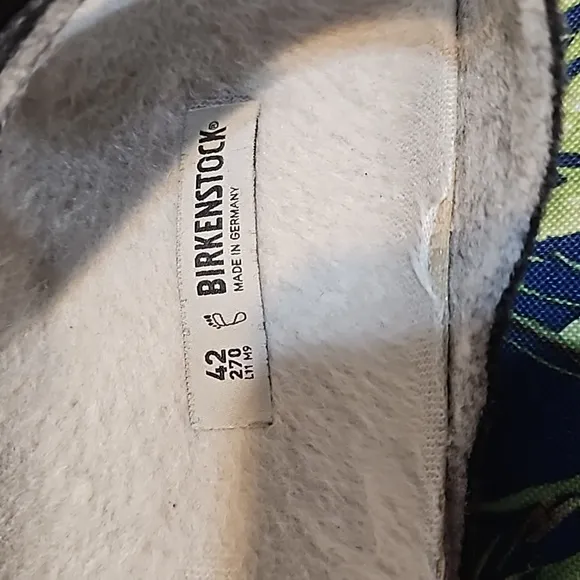 BIRKENSTOCK®
MADE IN GERMANY
42
270
L11 M9